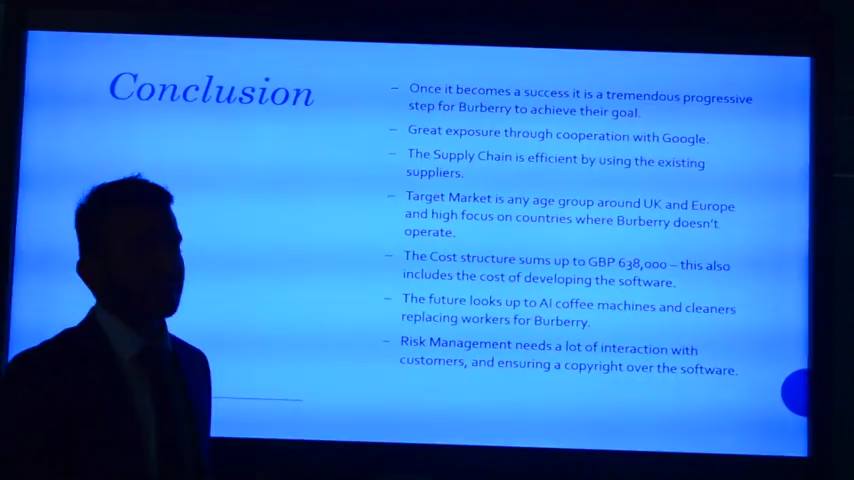 Conclusion
– Once it becomes a success it is a tremendous progressive
step for Burberry to achieve their goal.
– Great exposure through cooperation with Google.
– The Supply Chain is efficient by using the existing
suppliers.
– Target Market is any age group around UK and Europe
and high focus on countries where Burberry doesn't
operate.
– The Cost structure sums up to GBP 638,000 – this also
includes the cost of developing the software.
– The future looks up to AI coffee machines and cleaners
replacing workers for Burberry.
– Risk Management needs a lot of interaction with
customers, and ensuring a copyright over the software.